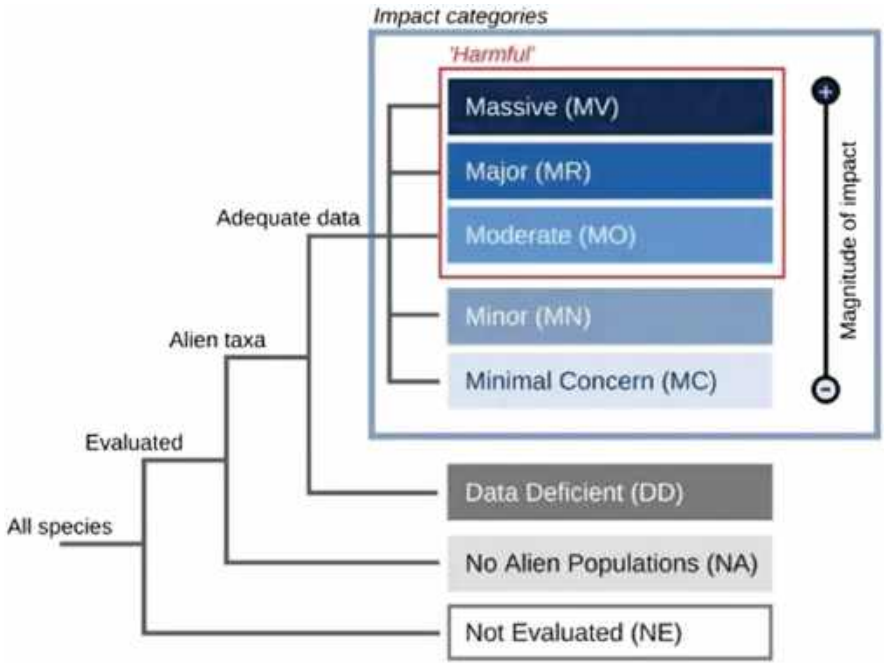 Impact categories
'Harmful'
Massive (MV)
Major (MR)
Adequate data
Moderate (MO)
Magnitude of impact
Minor (MN)
Alien taxa
Minimal Concern (MC)
Evaluated
Data Deficient (DD)
All species
No Alien Populations (NA)
Not Evaluated (NE)
+
-